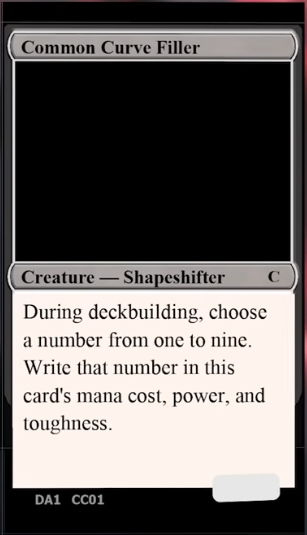 Common Curve Filler
Creature — Shapeshifter C
During deckbuilding, choose
a number from one to nine.
Write that number in this
card's mana cost, power, and
toughness.
DA1 CC01